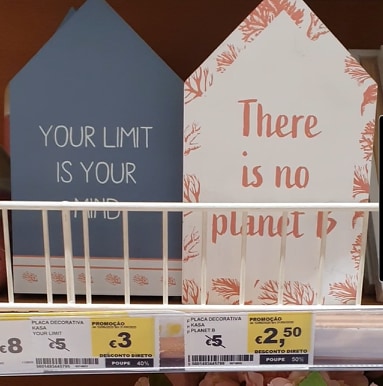 YOUR LIMIT
IS YOUR
MIND
There
is no
planet B
€8
PLACA DECORATIVA
KASA
YOUR LIMIT
€5
PROMOÇÃO
€3
DESCONTO DIRETO
POUPE 40%
PLACA DECORATIVA
KASA
PLANET B
€5
PROMOÇÃO
€2,50
DESCONTO DIRETO
POUPE 50%